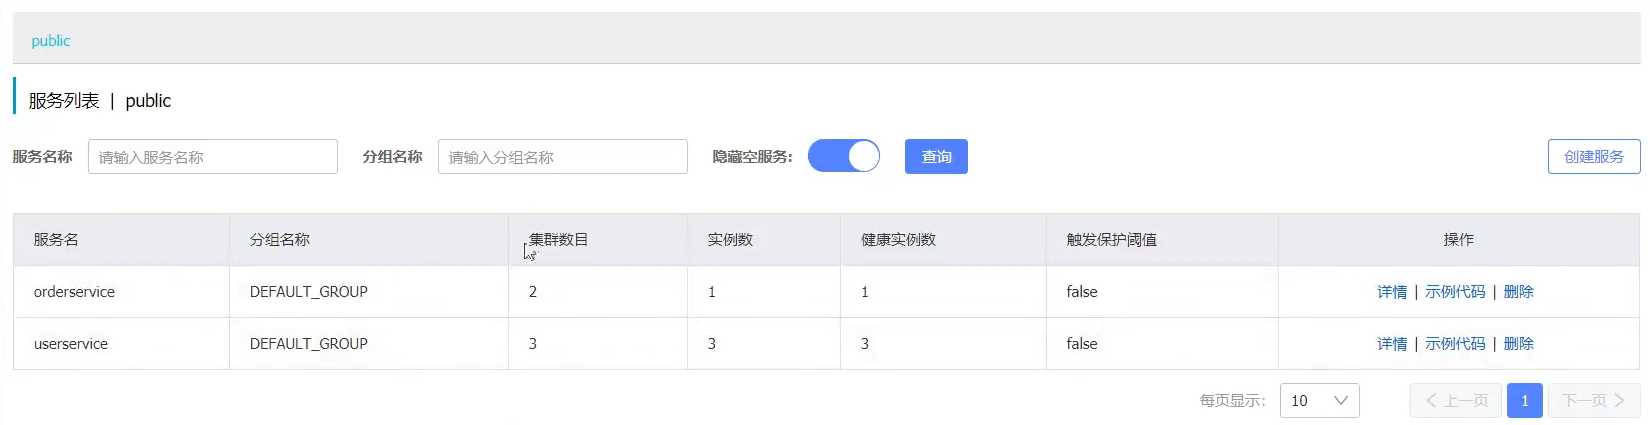 public
服务列表 | public
服务名称 请输入服务名称 分组名称 请输入分组名称 隐藏空服务: 查询 创建服务
服务名 分组名称 集群数目 实例数 健康实例数 触发保护阈值 操作
orderservice DEFAULT_GROUP 2 1 1 false 详情 | 示例代码 | 删除
userservice DEFAULT_GROUP 3 3 3 false 详情 | 示例代码 | 删除
每页显示: 10 上一页 1 下一页